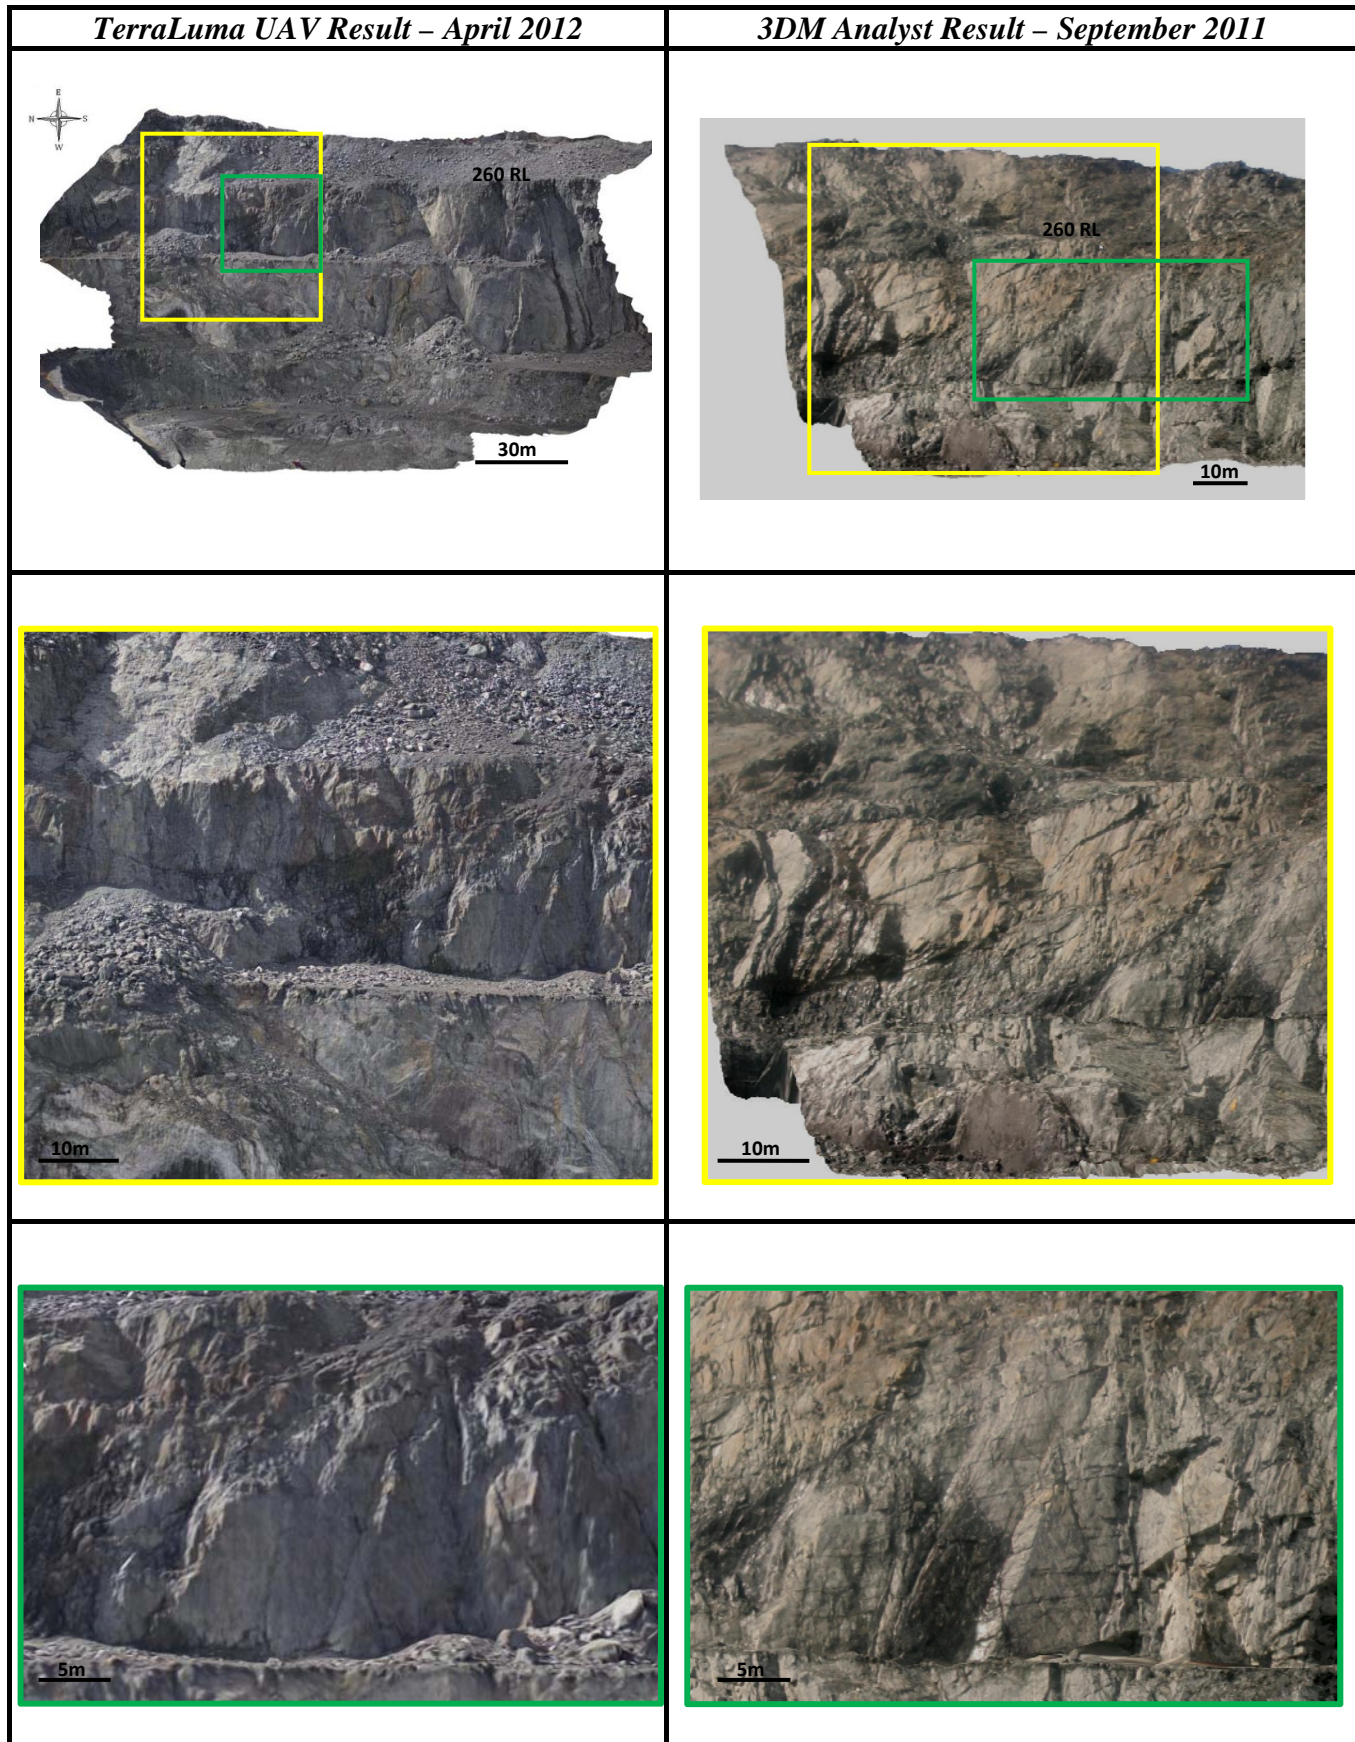 TerraLuma UAV Result – April 2012
3DM Analyst Result – September 2011
E
N S
W
260 RL
30m
260 RL
10m
10m
10m
5m
5m